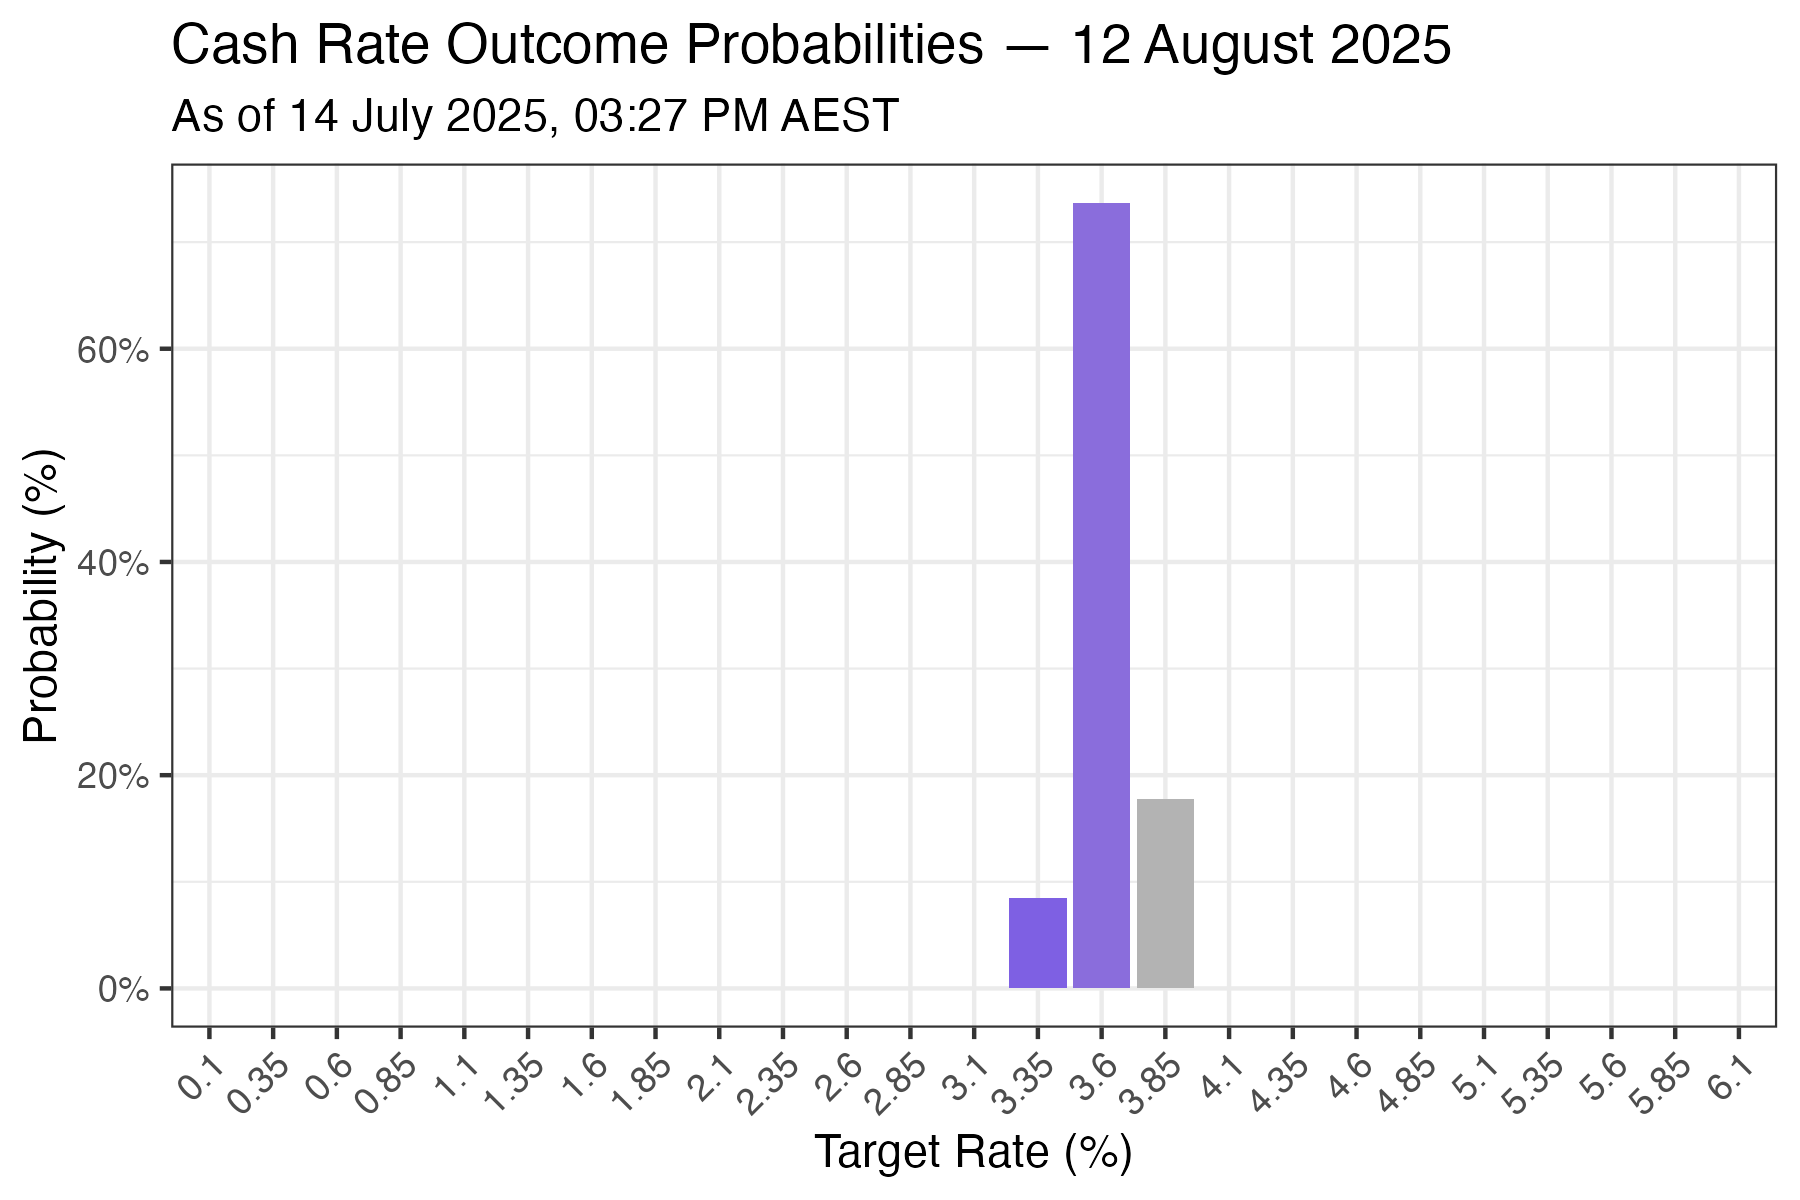 Cash Rate Outcome Probabilities — 12 August 2025
As of 14 July 2025, 03:27 PM AEST
Probability (%)
60%
40%
20%
0%
0.1 0.35 0.6 0.85 1.1 1.35 1.6 1.85 2.1 2.35 2.6 2.85 3.1 3.35 3.6 3.85 4.1 4.35 4.6 4.85 5.1 5.35 5.6 5.85 6.1
Target Rate (%)